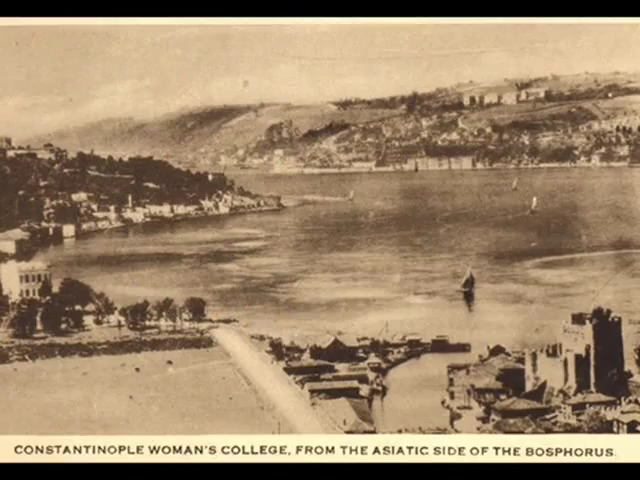 CONSTANTINOPLE WOMAN'S COLLEGE, FROM THE ASIATIC SIDE OF THE BOSPHORUS.